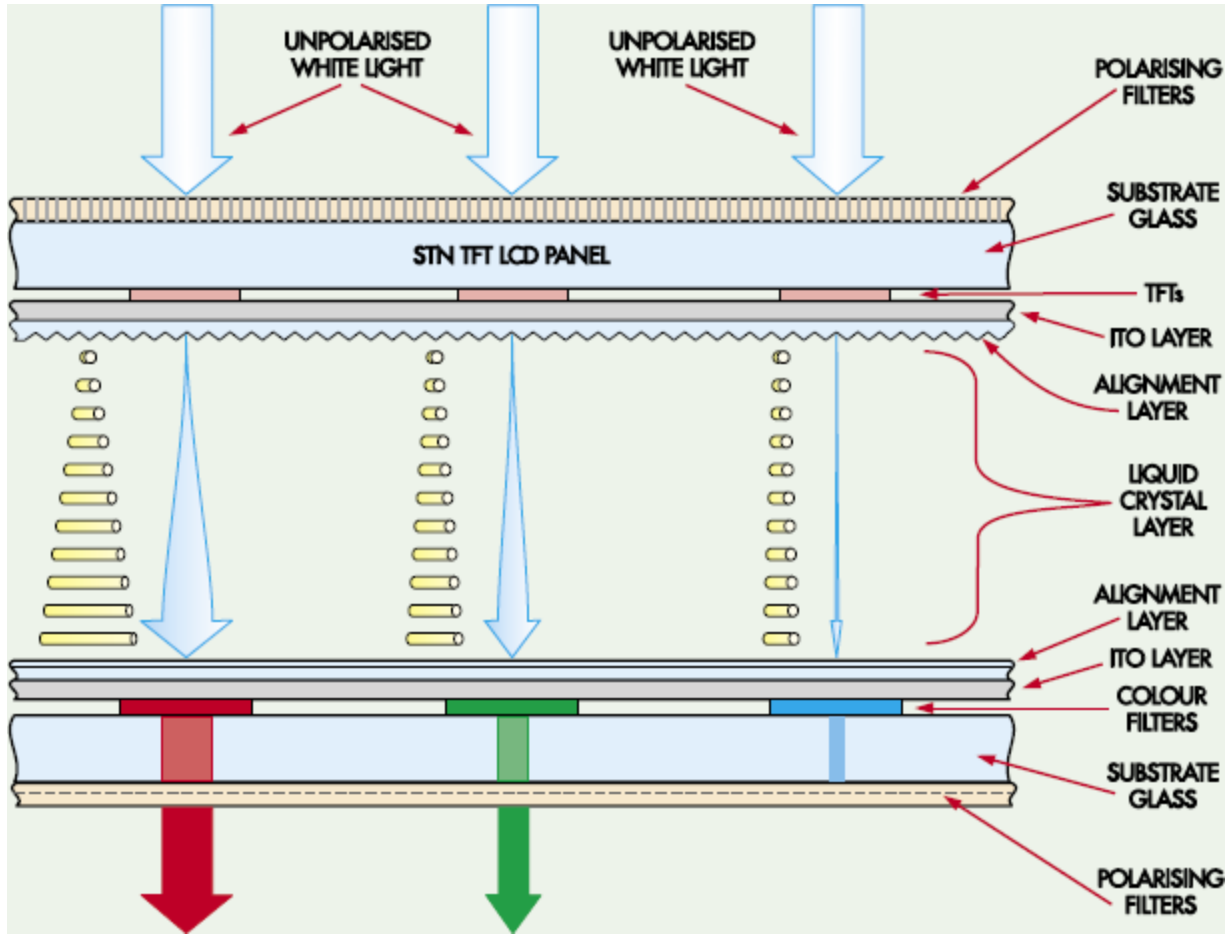 UNPOLARISED
WHITE LIGHT
UNPOLARISED
WHITE LIGHT
POLARISING
FILTERS
SUBSTRATE
GLASS
STN TFT LCD PANEL
TFTs
ITO LAYER
ALIGNMENT
LAYER
LIQUID
CRYSTAL
LAYER
ALIGNMENT
LAYER
ITO LAYER
COLOUR
FILTERS
SUBSTRATE
GLASS
POLARISING
FILTERS